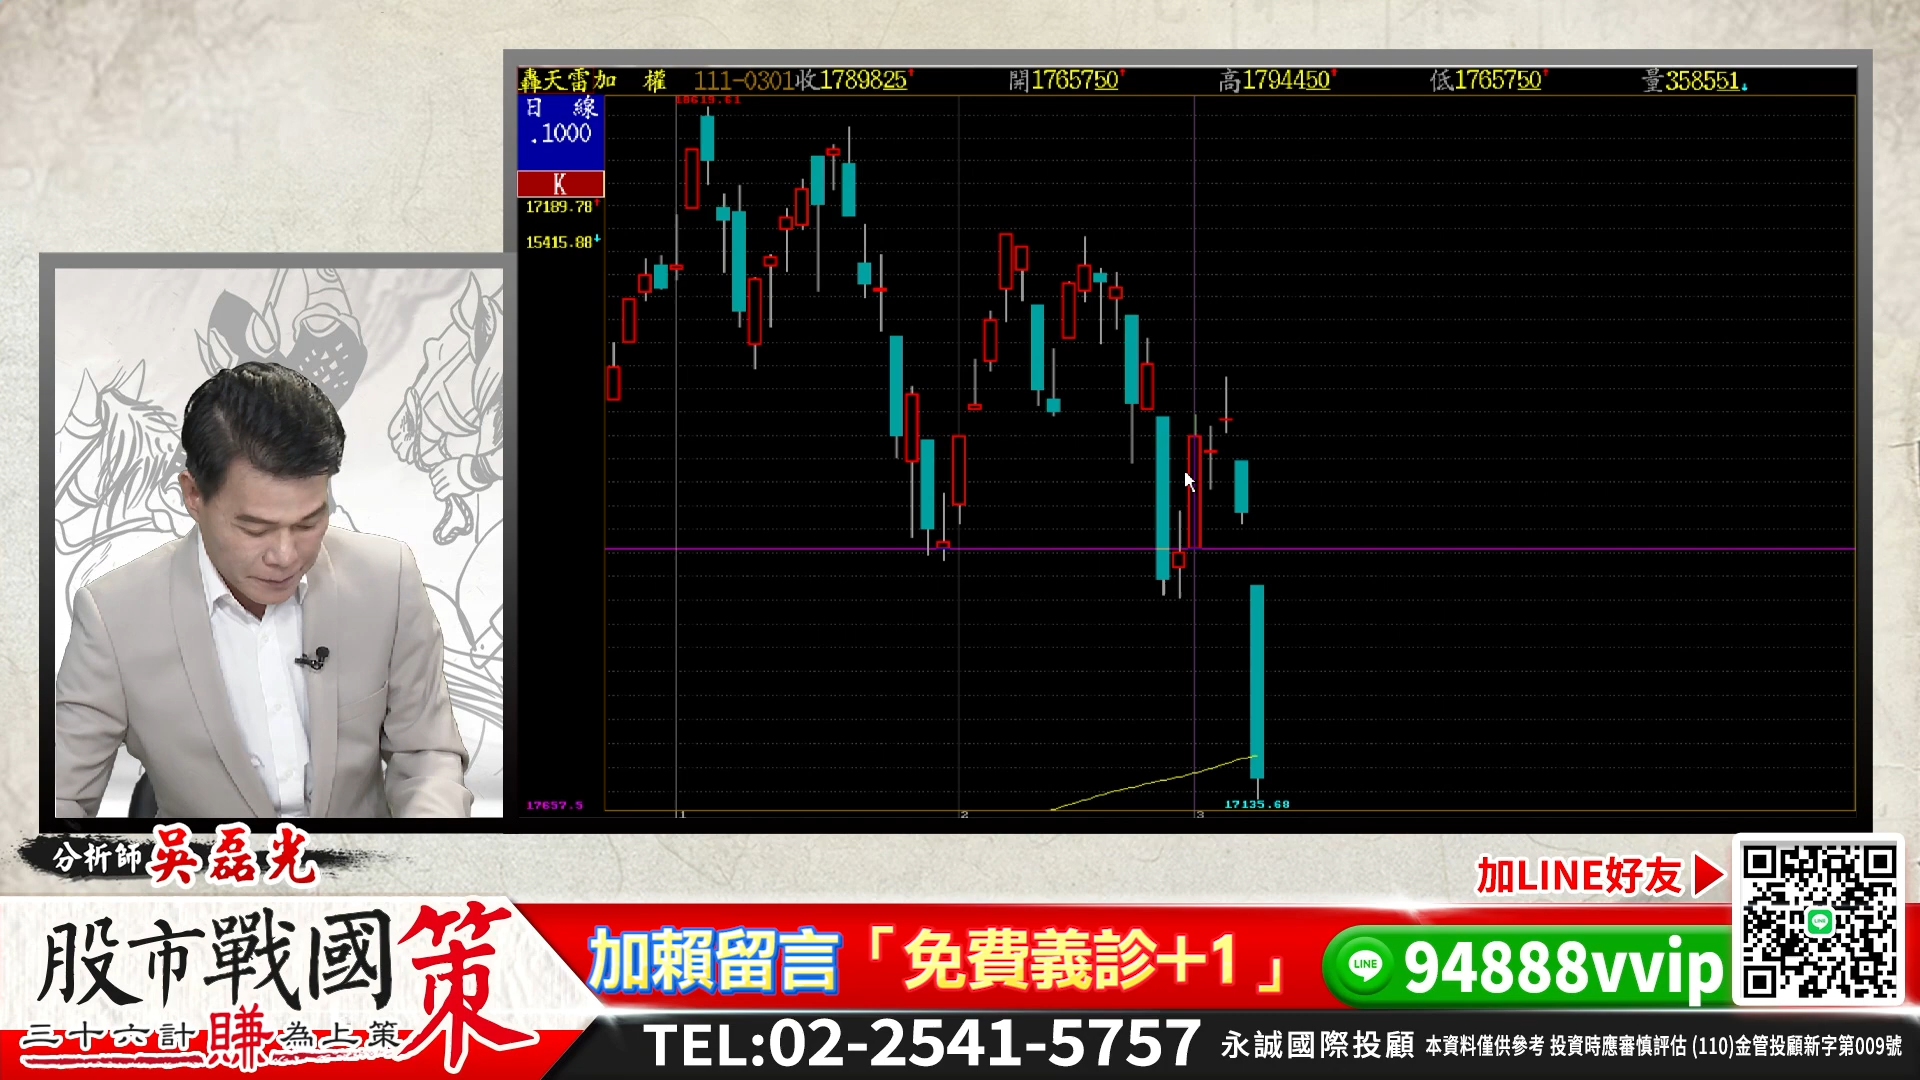 轟天雷加 權 111-0301收1789825 開1765750 高1794450 低1765750 量358551
日 線
.1000
K
17189.78
15415.88
18619.61
17657.5
17135.68
1 2 3
分析師 吳磊光
加LINE好友
股市戰國策
三十六計 賺 為上策
加賴留言「免費義診+1」
LINE 94888vvip
TEL:02-2541-5757 永誠國際投顧 本資料僅供參考 投資時應審慎評估 (110)金管投顧新字第009號